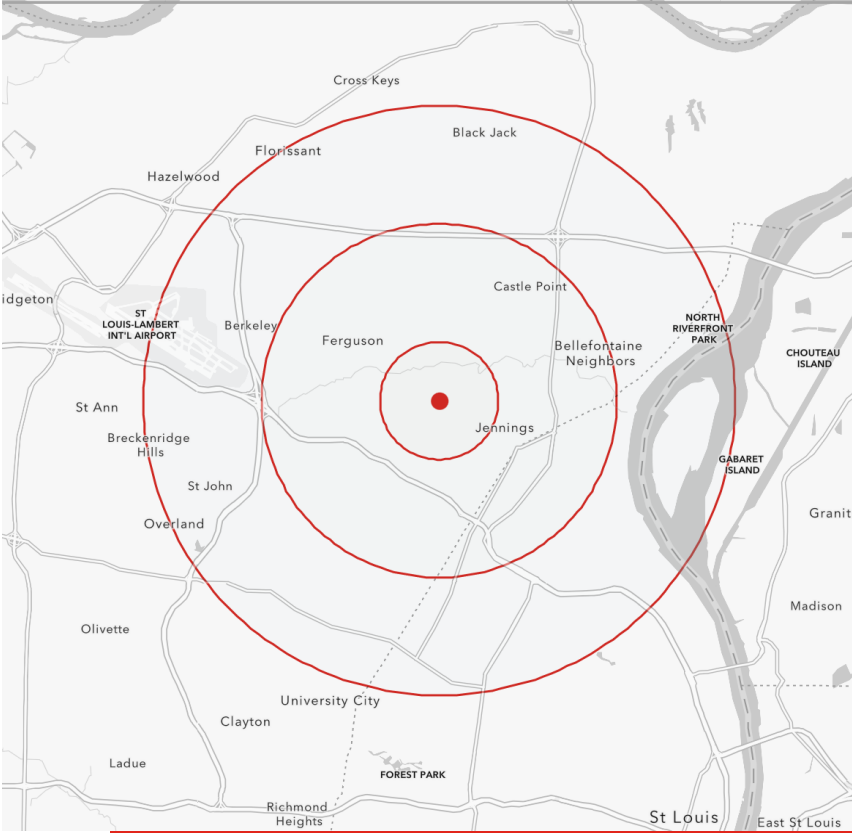 Cross Keys
Black Jack
Florissant
Hazelwood
Castle Point
idgeton
ST
LOUIS-LAMBERT
INT'L AIRPORT
Berkeley
NORTH
RIVERFRONT
PARK
Ferguson
Bellefontaine
Neighbors
CHOUTEAU
ISLAND
St Ann
Jennings
Breckenridge
Hills
GABARET
ISLAND
St John
Granit
Overland
Madison
Olivette
University City
Clayton
Ladue
FOREST PARK
Richmond
Heights
St Louis
East St Louis